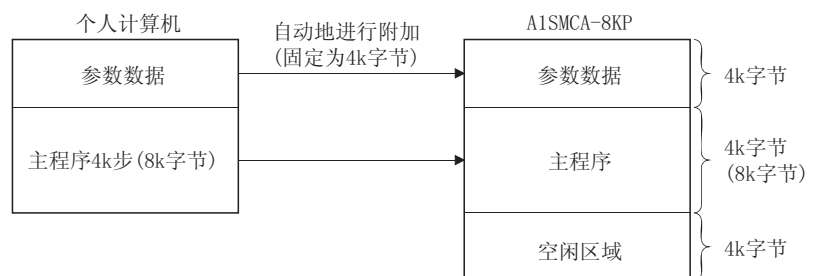 个人计算机
自动地进行附加
(固定为4k字节)
A1SMCA-8KP
参数数据
参数数据
4k字节
主程序4k步(8k字节)
主程序
4k字节
(8k字节)
空闲区域
4k字节